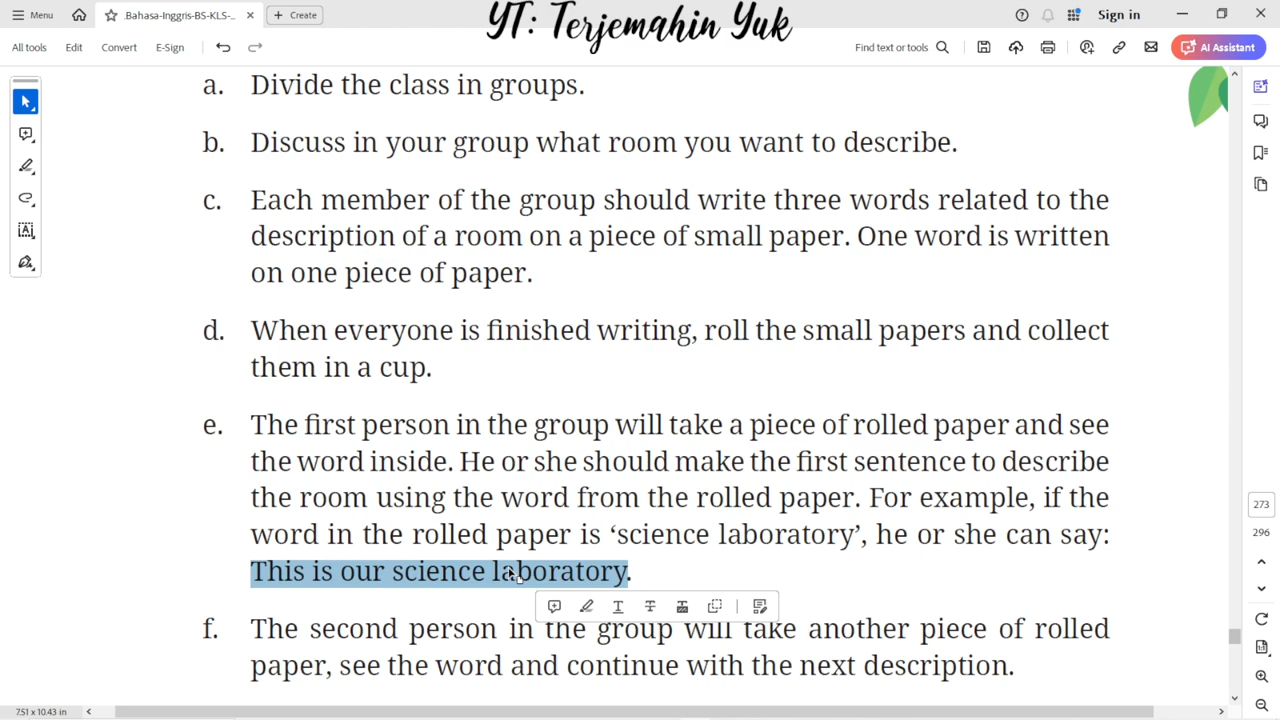 Menu
.Bahasa-Inggris-BS-KLS-...
Create
YT: Terjemahin Yuk
Sign in
All tools
Edit
Convert
E-Sign
Find text or tools
AI Assistant
a. Divide the class in groups.
b. Discuss in your group what room you want to describe.
c. Each member of the group should write three words related to the
description of a room on a piece of small paper. One word is written
on one piece of paper.
d. When everyone is finished writing, roll the small papers and collect
them in a cup.
e. The first person in the group will take a piece of rolled paper and see
the word inside. He or she should make the first sentence to describe
the room using the word from the rolled paper. For example, if the
word in the rolled paper is ‘science laboratory’, he or she can say:
This is our science laboratory.
f. The second person in the group will take another piece of rolled
paper, see the word and continue with the next description.
273
296
7.51 x 10.43 in